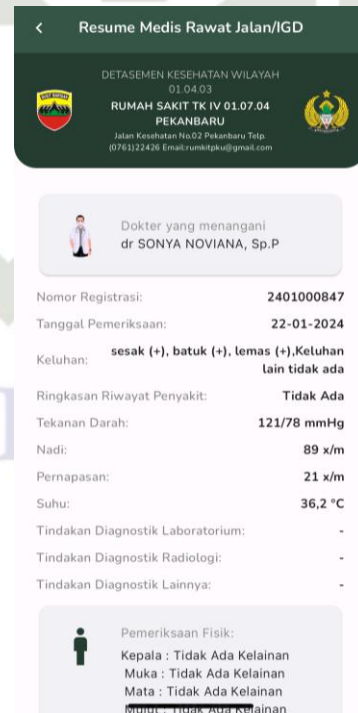 Resume Medis Rawat Jalan/IGD
DETASEMEN KESEHATAN WILAYAH
01.04.03
RUMAH SAKIT TK IV 01.07.04
PEKANBARU
Jalan Kesehatan No.02 Pekanbaru Telp.
(0761)22426 Email:rumkitpku@gmail.com
Dokter yang menangani
dr SONYA NOVIANA, Sp.P
Nomor Registrasi: 2401000847
Tanggal Pemeriksaan: 22-01-2024
Keluhan: sesak (+), batuk (+), lemas (+),Keluhan
lain tidak ada
Ringkasan Riwayat Penyakit: Tidak Ada
Tekanan Darah: 121/78 mmHg
Nadi: 89 x/m
Pernapasan: 21 x/m
Suhu: 36,2 °C
Tindakan Diagnostik Laboratorium: -
Tindakan Diagnostik Radiologi: -
Tindakan Diagnostik Lainnya: -
Pemeriksaan Fisik:
Kepala : Tidak Ada Kelainan
Muka : Tidak Ada Kelainan
Mata : Tidak Ada Kelainan
Mulut : Tidak Ada Kelainan